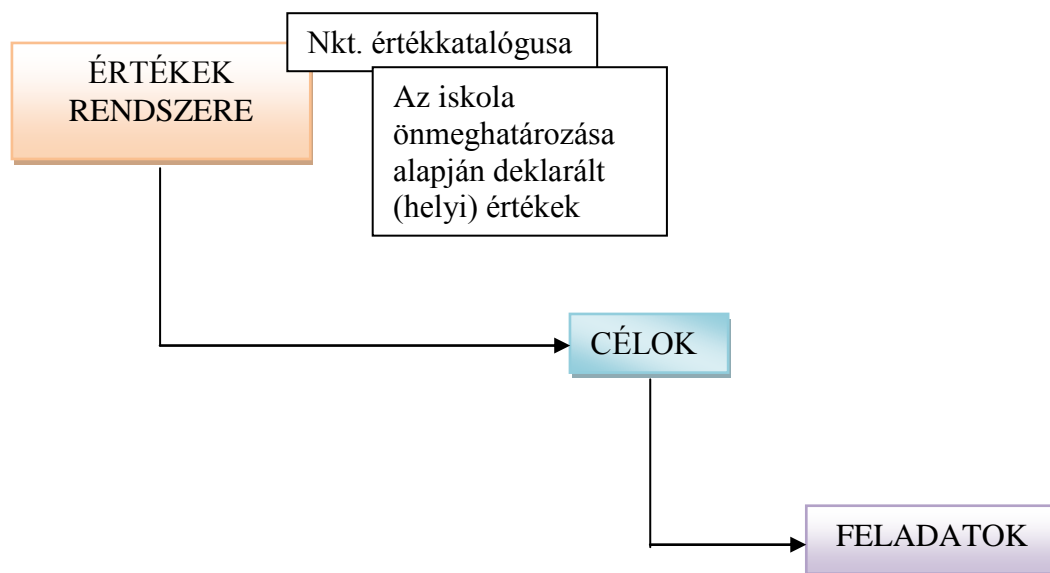 ÉRTÉKEK
RENDSZERE
Nkt. értékkatalógusa
Az iskola
önmeghatározása
alapján deklarált
(helyi) értékek
CÉLOK
FELADATOK